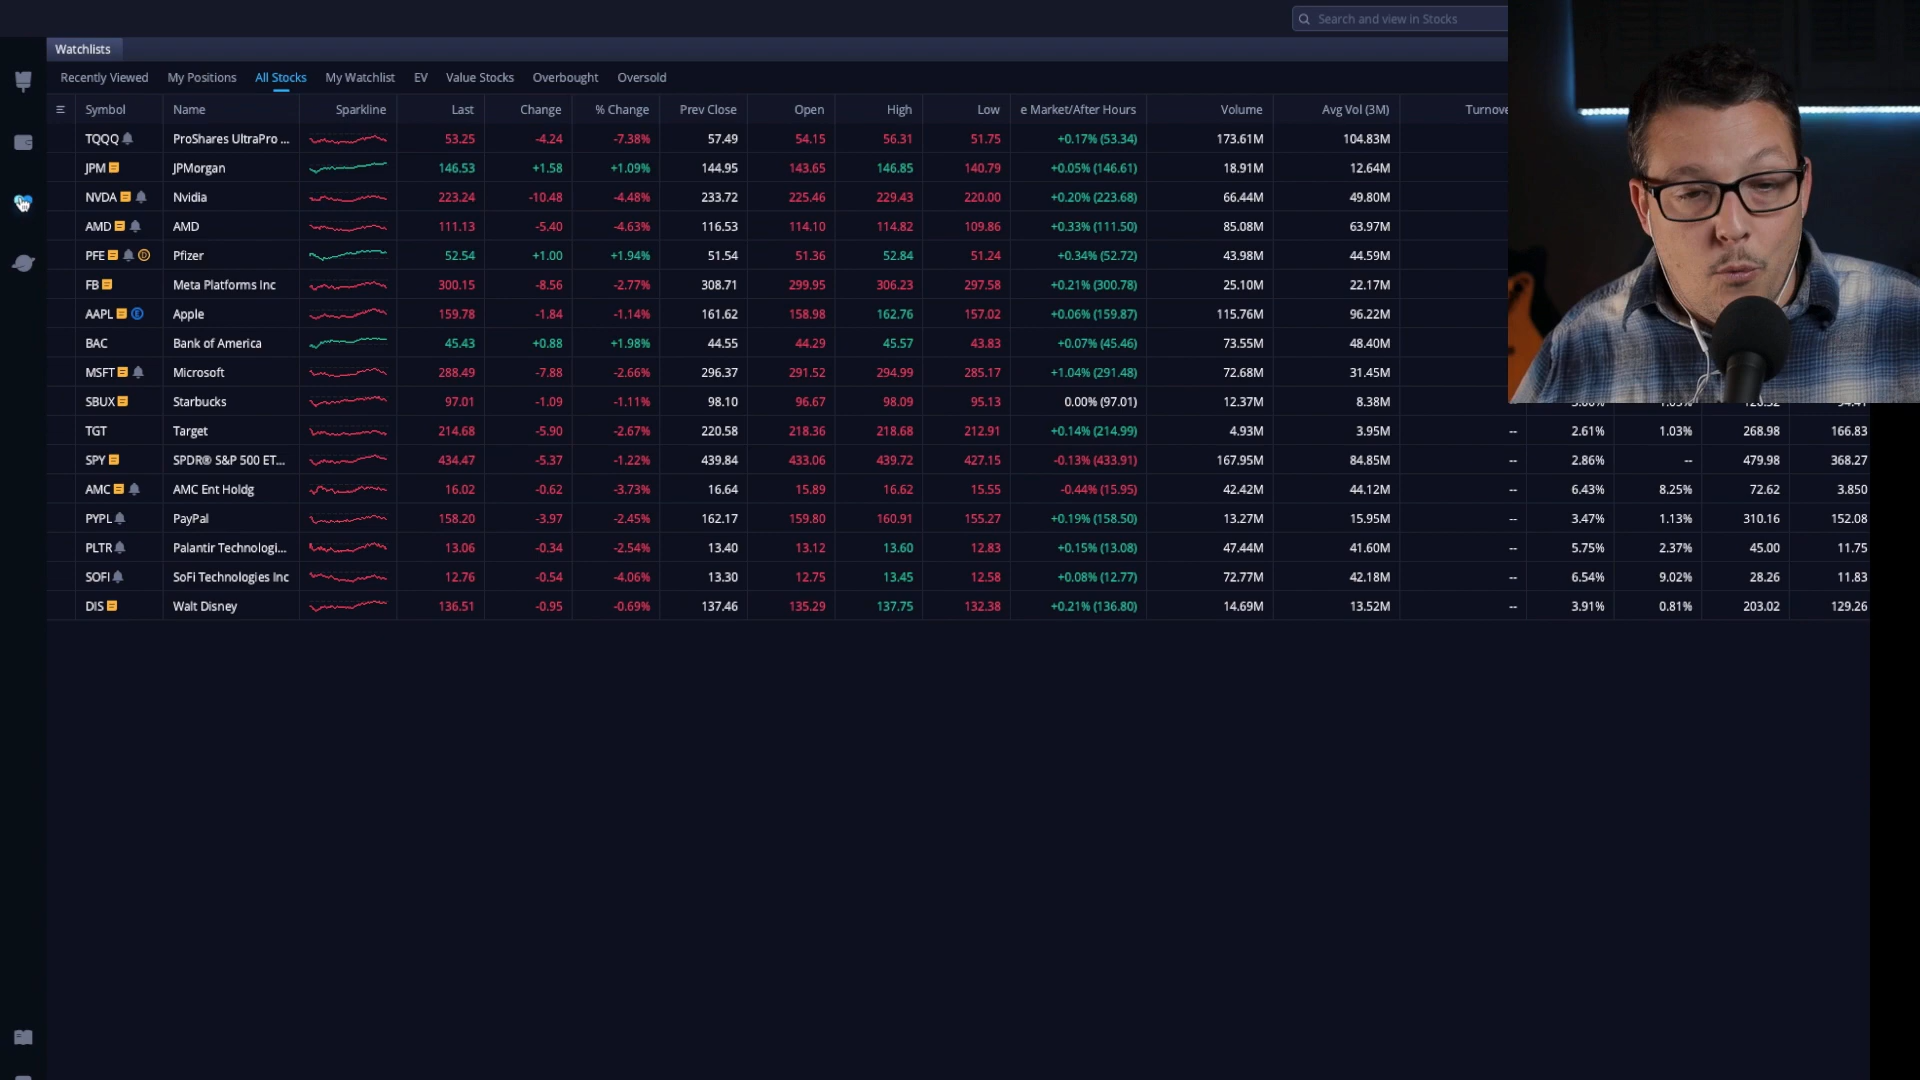 Search and view in Stocks
Watchlists
Recently Viewed My Positions All Stocks My Watchlist EV Value Stocks Overbought Oversold
Symbol Name Sparkline Last Change % Change Prev Close Open High Low e Market/After Hours Volume Avg Vol (3M) Turnove
TQQQ ProShares UltraPro ... 53.25 -4.24 -7.38% 57.49 54.15 56.31 51.75 +0.17% (53.34) 173.61M 104.83M
JPM JPMorgan 146.53 +1.58 +1.09% 144.95 143.65 146.85 140.79 +0.05% (146.61) 18.91M 12.64M
NVDA Nvidia 223.24 -10.48 -4.48% 233.72 225.46 229.43 220.00 +0.20% (223.68) 66.44M 49.80M
AMD AMD 111.13 -5.40 -4.63% 116.53 114.10 114.82 109.86 +0.33% (111.50) 85.08M 63.97M
PFE D Pfizer 52.54 +1.00 +1.94% 51.54 51.36 52.84 51.24 +0.34% (52.72) 43.98M 44.59M
FB Meta Platforms Inc 300.15 -8.56 -2.77% 308.71 299.95 306.23 297.58 +0.21% (300.78) 25.10M 22.17M
AAPL E Apple 159.78 -1.84 -1.14% 161.62 158.98 162.76 157.02 +0.06% (159.87) 115.76M 96.22M
BAC Bank of America 45.43 +0.88 +1.98% 44.55 44.29 45.57 43.83 +0.07% (45.46) 73.55M 48.40M
MSFT Microsoft 288.49 -7.88 -2.66% 296.37 291.52 294.99 285.17 +1.04% (291.48) 72.68M 31.45M
SBUX Starbucks 97.01 -1.09 -1.11% 98.10 96.67 98.09 95.13 0.00% (97.01) 12.37M 8.38M
TGT Target 214.68 -5.90 -2.67% 220.58 218.36 218.68 212.91 +0.14% (214.99) 4.93M 3.95M -- 2.61% 1.03% 268.98 166.83
SPY SPDR® S&P 500 ET... 434.47 -5.37 -1.22% 439.84 433.06 439.72 427.15 -0.13% (433.91) 167.95M 84.85M -- 2.86% -- 479.98 368.27
AMC AMC Ent Holdg 16.02 -0.62 -3.73% 16.64 15.89 16.62 15.55 -0.44% (15.95) 42.42M 44.12M -- 6.43% 8.25% 72.62 3.850
PYPL PayPal 158.20 -3.97 -2.45% 162.17 159.80 160.91 155.27 +0.19% (158.50) 13.27M 15.95M -- 3.47% 1.13% 310.16 152.08
PLTR Palantir Technologi... 13.06 -0.34 -2.54% 13.40 13.12 13.60 12.83 +0.15% (13.08) 47.44M 41.60M -- 5.75% 2.37% 45.00 11.75
SOFI SoFi Technologies Inc 12.76 -0.54 -4.06% 13.30 12.75 13.45 12.58 +0.08% (12.77) 72.77M 42.18M -- 6.54% 9.02% 28.26 11.83
DIS Walt Disney 136.51 -0.95 -0.69% 137.46 135.29 137.75 132.38 +0.21% (136.80) 14.69M 13.52M -- 3.91% 0.81% 203.02 129.26